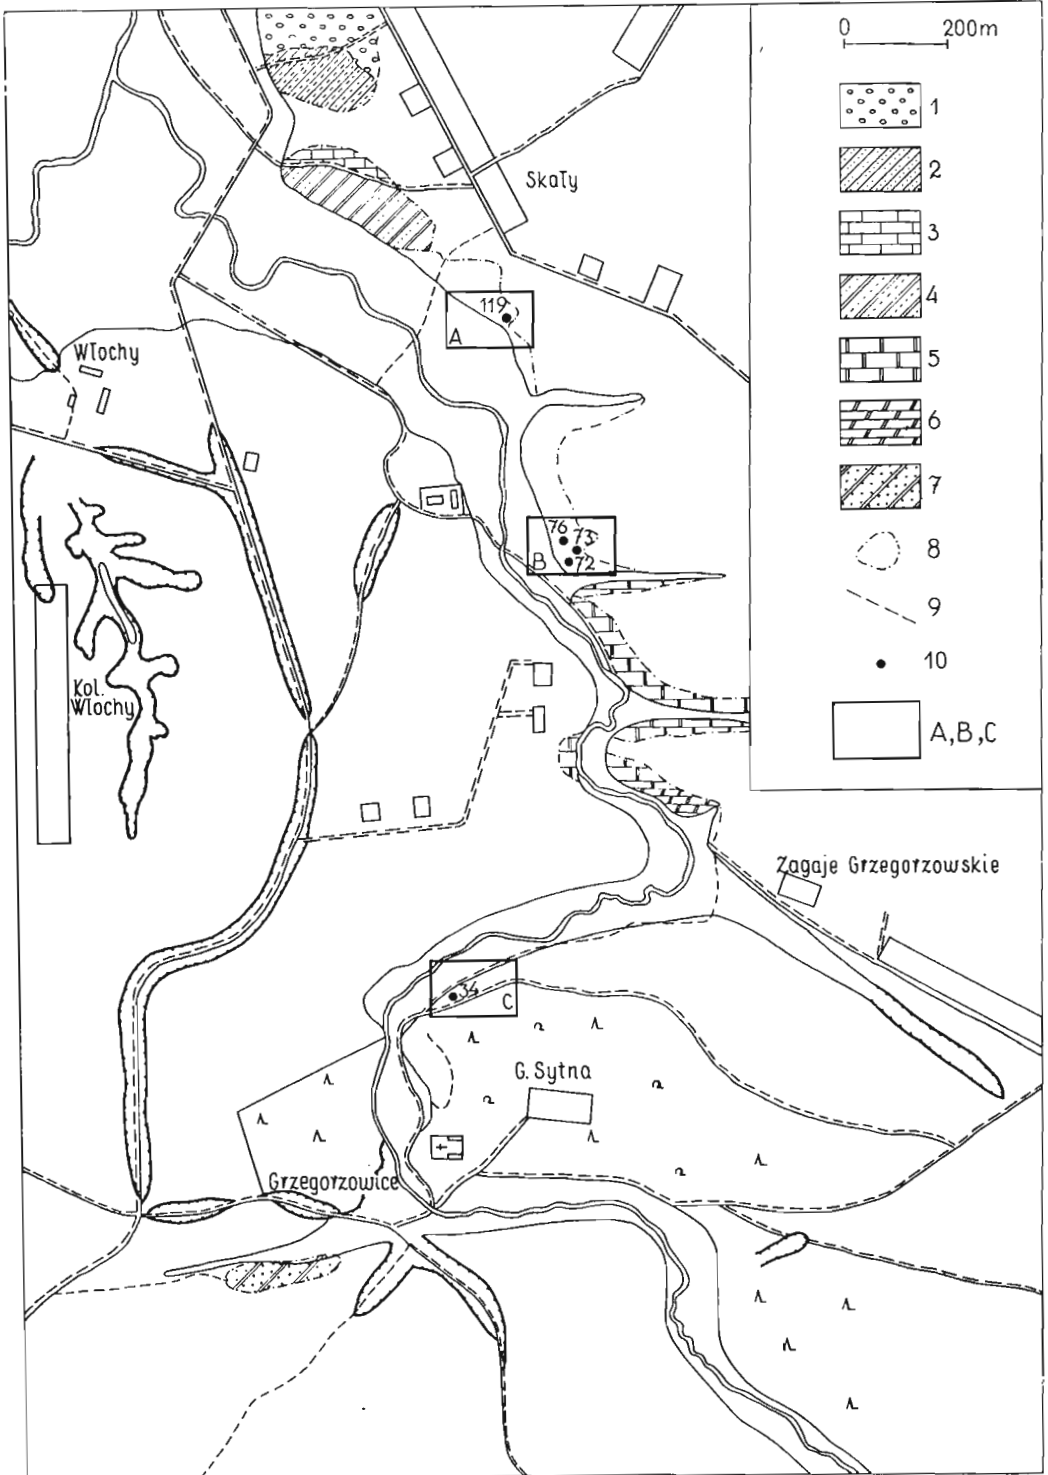 0 200m
1
2
3
4
5
6
7
8
9
10
A,B,C
Skały
119
A
Włochy
76
73
B
72
Kol.
Włochy
Zagaje Grzegorzowskie
34
C
G. Sytna
Grzegorzowice